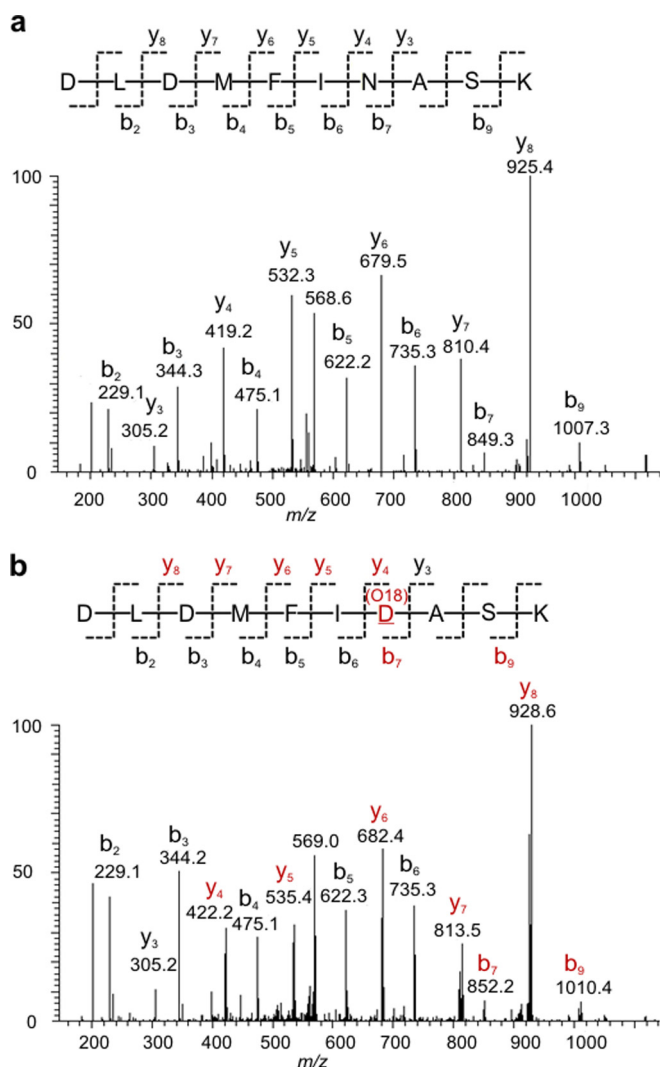 a
y₈ y₇ y₆ y₅ y₄ y₃
D L D M F I N A S K
b₂ b₃ b₄ b₅ b₆ b₇ b₉
y₈
925.4
100
y₆
679.5
y₅
532.3
568.6
50
y₄
419.2
b₃
344.3
b₂
229.1
y₃
305.2
b₄
475.1
b₅
622.2
b₆
735.3
y₇
810.4
b₇
849.3
b₉
1007.3
0
200 300 400 500 600 700 800 900 1000
m/z
b
y₈ y₇ y₆ y₅ y₄ y₃
(O18)
D L D M F I D A S K
b₂ b₃ b₄ b₅ b₆ b₇ b₉
y₈
928.6
100
y₆
682.4
569.0
b₃
344.2
b₂
229.1
50
y₅
535.4
y₄
422.2
b₄
475.1
b₅
622.3
b₆
735.3
y₃
305.2
y₇
813.5
b₇
852.2
b₉
1010.4
0
200 300 400 500 600 700 800 900 1000
m/z